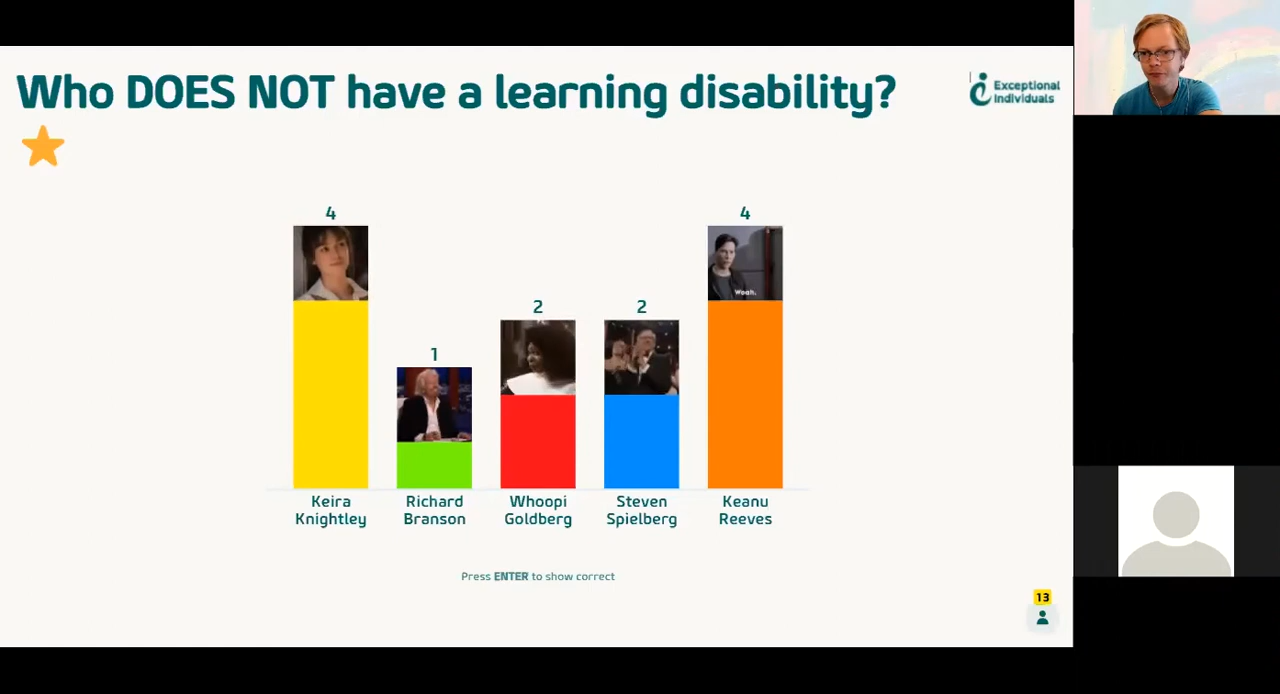 Who DOES NOT have a learning disability?
Exceptional
Individuals
4
1
2
2
4
Woah.
Keira
Knightley
Richard
Branson
Whoopi
Goldberg
Steven
Spielberg
Keanu
Reeves
Press ENTER to show correct
13